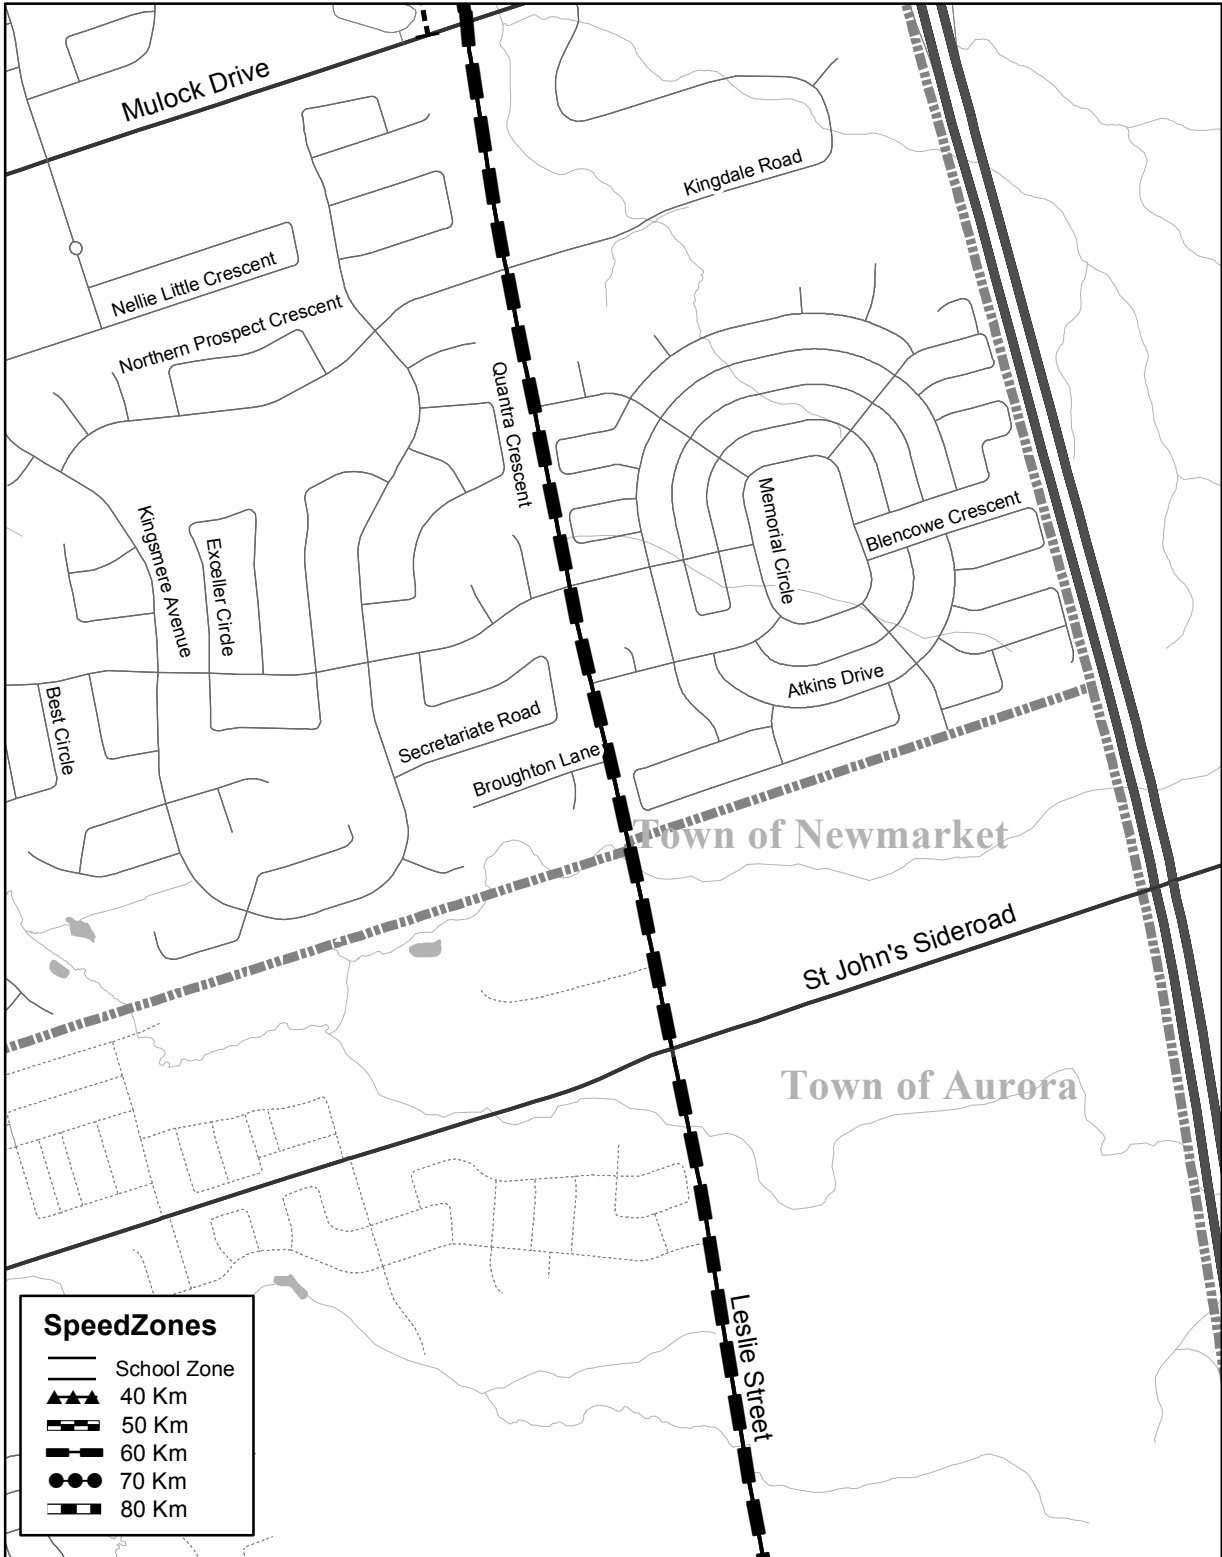 Mulock Drive
Kingdale Road
Nellie Little Crescent
Northern Prospect Crescent
Quantra Crescent
Memorial Circle
Blencowe Crescent
Kingsmere Avenue
Exceller Circle
Atkins Drive
Best Circle
Secretariate Road
Broughton Lane
Town of Newmarket
St John's Sideroad
Town of Aurora
Leslie Street
SpeedZones
School Zone
40 Km
50 Km
60 Km
70 Km
80 Km